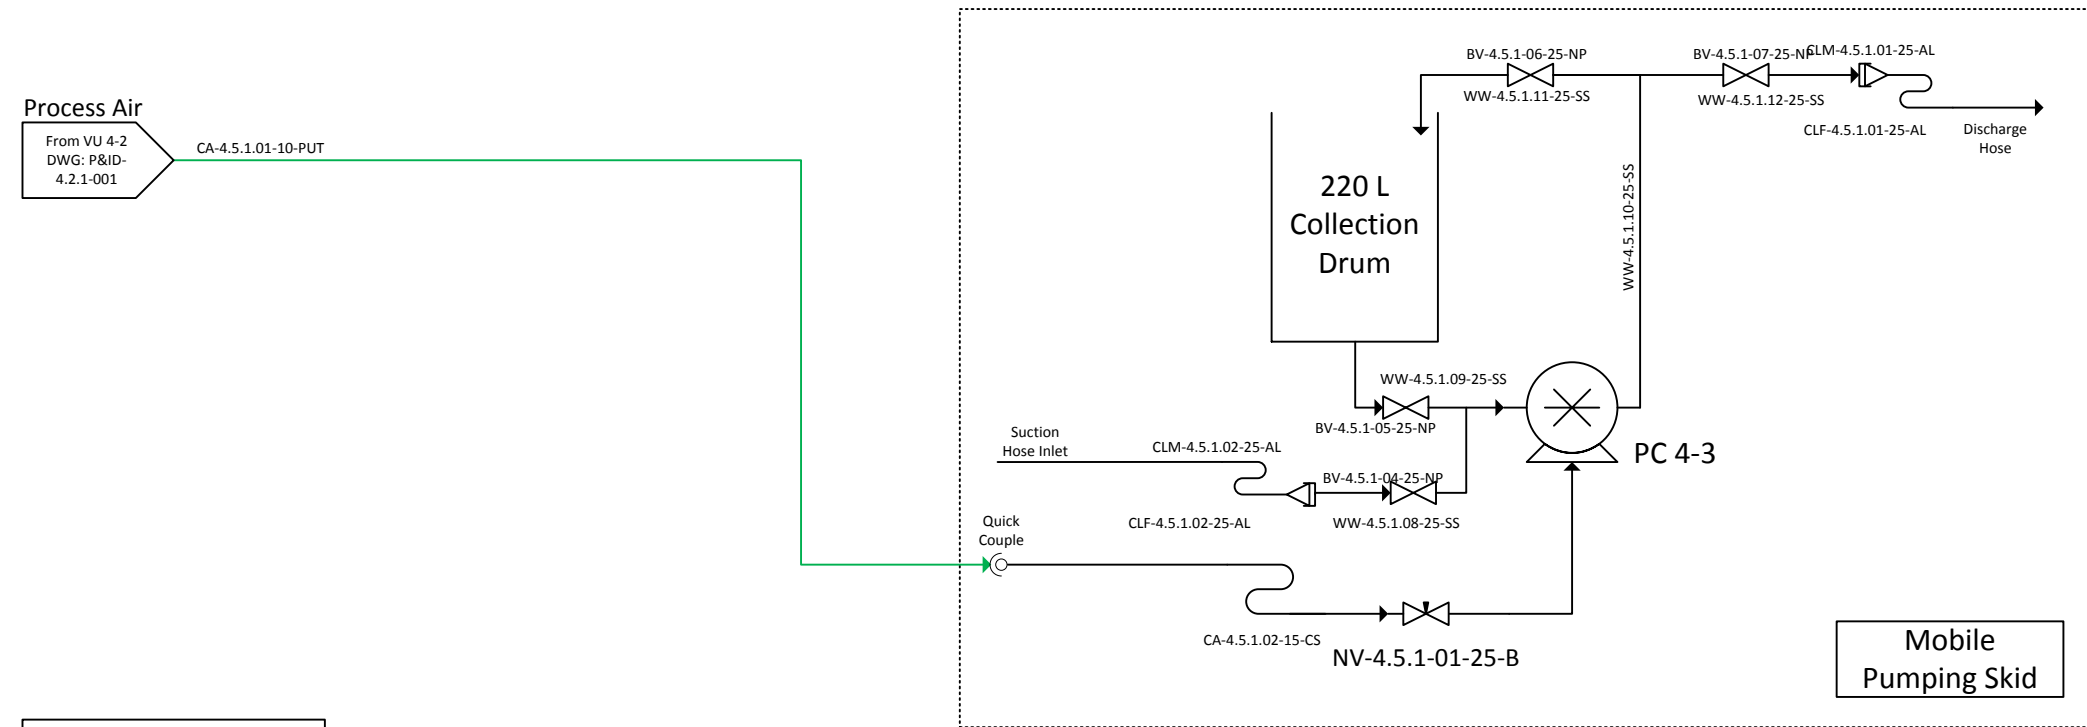 Process Air
From VU 4-2
DWG: P&ID-
4.2.1-001
CA-4.5.1.01-10-PUT
BV-4.5.1-06-25-NP
WW-4.5.1.11-25-SS
BV-4.5.1-07-25-NP
CLM-4.5.1.01-25-AL
WW-4.5.1.12-25-SS
CLF-4.5.1.01-25-AL
Discharge
Hose
220 L
Collection
Drum
WW-4.5.1.10-25-SS
WW-4.5.1.09-25-SS
BV-4.5.1-05-25-NP
PC 4-3
Suction
Hose Inlet
CLM-4.5.1.02-25-AL
BV-4.5.1-04-25-NP
CLF-4.5.1.02-25-AL
WW-4.5.1.08-25-SS
Quick
Couple
CA-4.5.1.02-15-CS
NV-4.5.1-01-25-B
Mobile
Pumping Skid